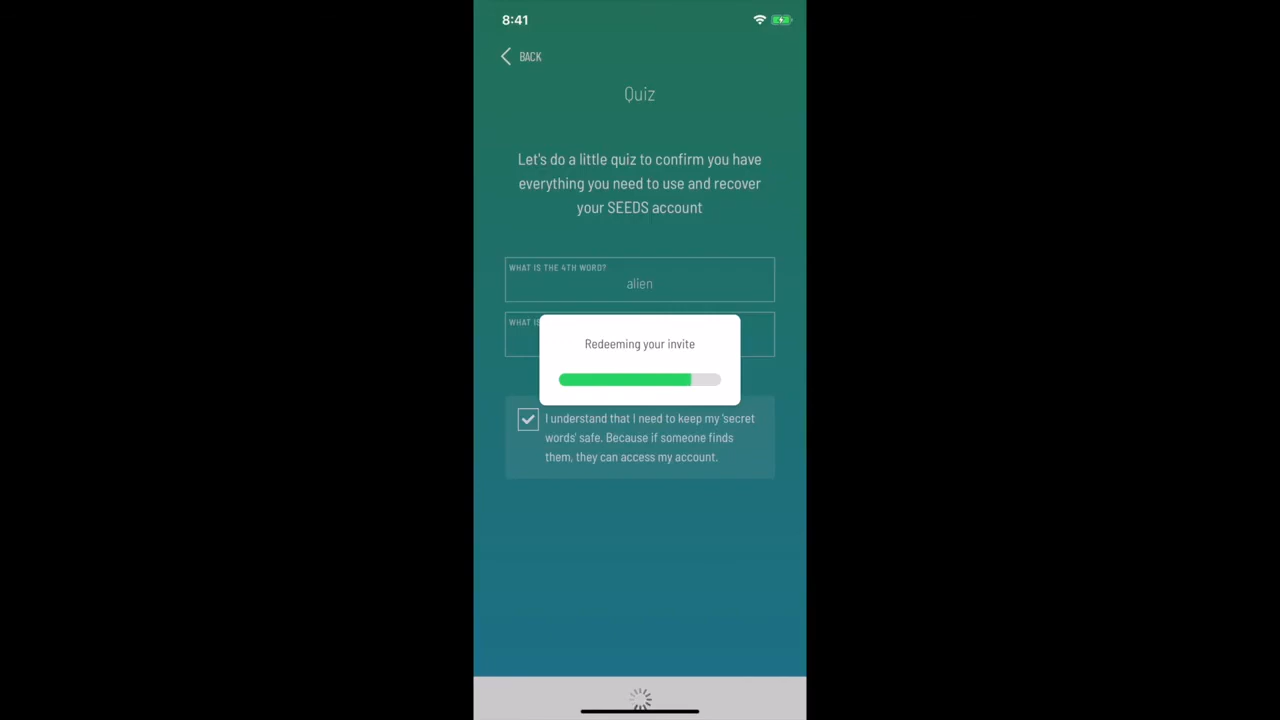 8:41
BACK
Quiz
Let's do a little quiz to confirm you have
everything you need to use and recover
your SEEDS account
WHAT IS THE 4TH WORD?
alien
WHAT IS
Redeeming your invite
I understand that I need to keep my 'secret
words' safe. Because if someone finds
them, they can access my account.